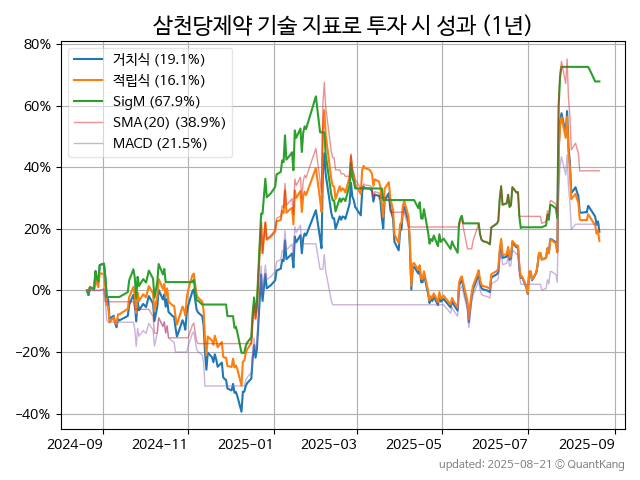 삼천당제약 기술 지표로 투자 시 성과 (1년)
80%
60%
40%
20%
0%
−20%
−40%
거치식 (19.1%)
적립식 (16.1%)
SigM (67.9%)
SMA(20) (38.9%)
MACD (21.5%)
2024-09
2024-11
2025-01
2025-03
2025-05
2025-07
2025-09
updated: 2025-08-21 © QuantKang